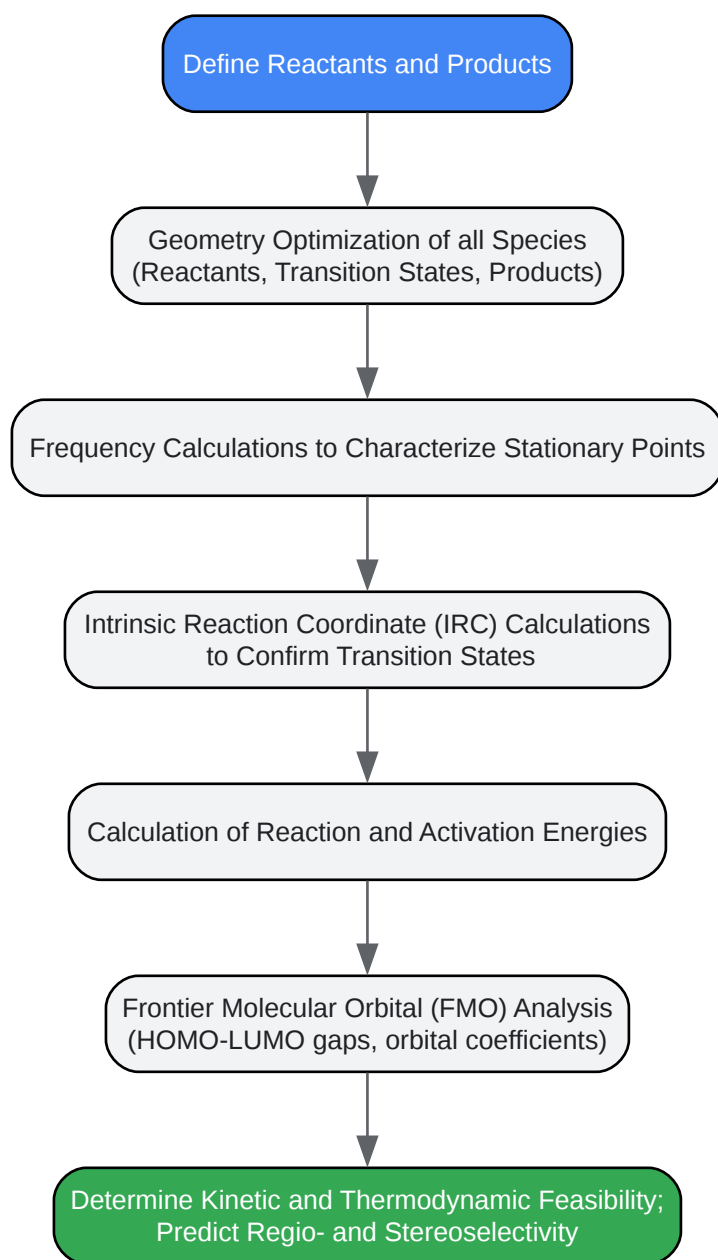 Define Reactants and Products
Geometry Optimization of all Species
(Reactants, Transition States, Products)
Frequency Calculations to Characterize Stationary Points
Intrinsic Reaction Coordinate (IRC) Calculations
to Confirm Transition States
Calculation of Reaction and Activation Energies
Frontier Molecular Orbital (FMO) Analysis
(HOMO-LUMO gaps, orbital coefficients)
Determine Kinetic and Thermodynamic Feasibility;
Predict Regio- and Stereoselectivity